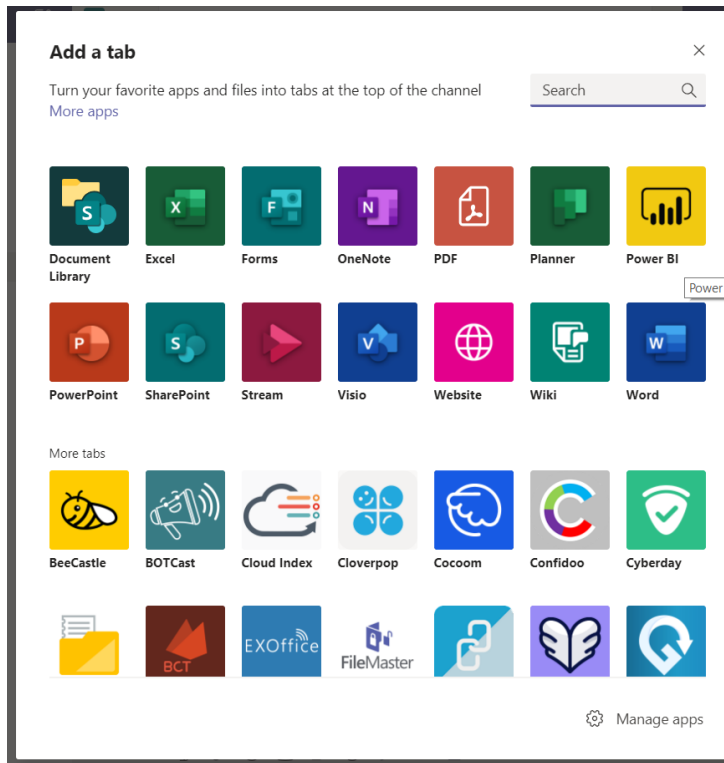 Add a tab
Turn your favorite apps and files into tabs at the top of the channel
Search
More apps
S
X
F
N
Document
Library
Excel
Forms
OneNote
PDF
Planner
Power BI
Power
P
S
V
W
PowerPoint
SharePoint
Stream
Visio
Website
Wiki
Word
More tabs
BeeCastle
BOTCast
Cloud Index
Cloverpop
Cocoom
Confidoo
Cyberday
BCT
EXOffice
FileMaster
Manage apps